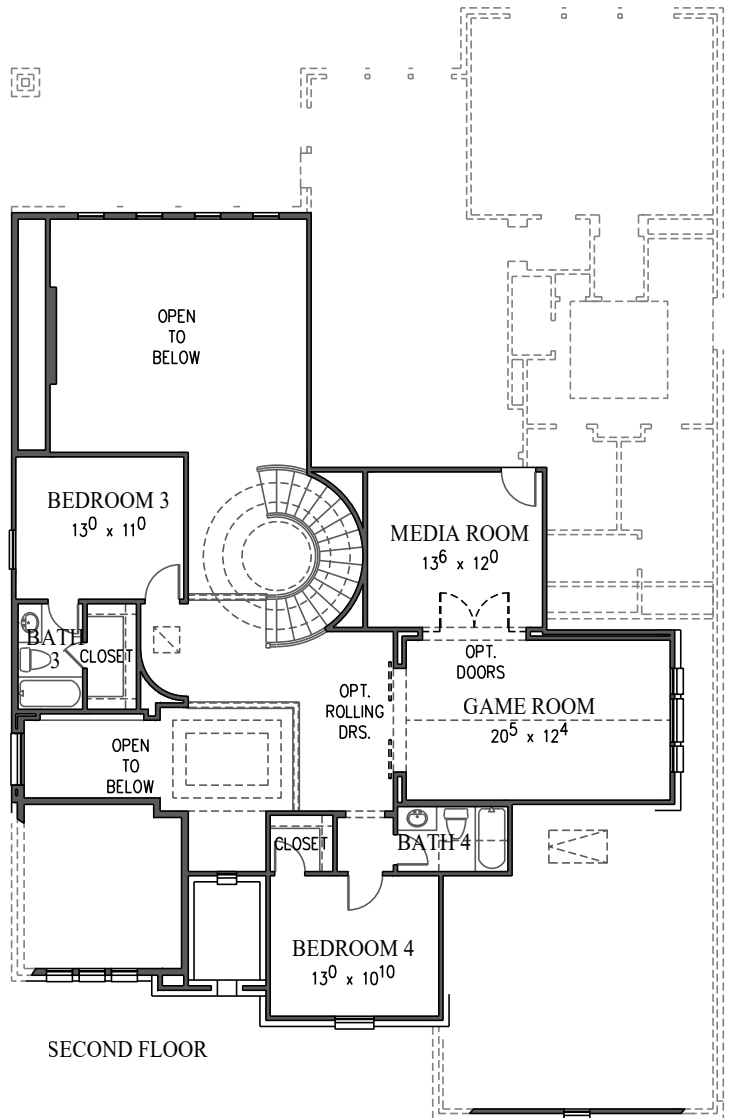 OPEN
TO
BELOW
BEDROOM 3
13⁰ x 11⁰
MEDIA ROOM
13⁶ x 12⁰
BATH
3
CLOSET
OPT.
DOORS
OPT.
ROLLING
DRS.
GAME ROOM
20⁵ x 12⁴
OPEN
TO
BELOW
CLOSET
BATH 4
BEDROOM 4
13⁰ x 10¹⁰
SECOND FLOOR